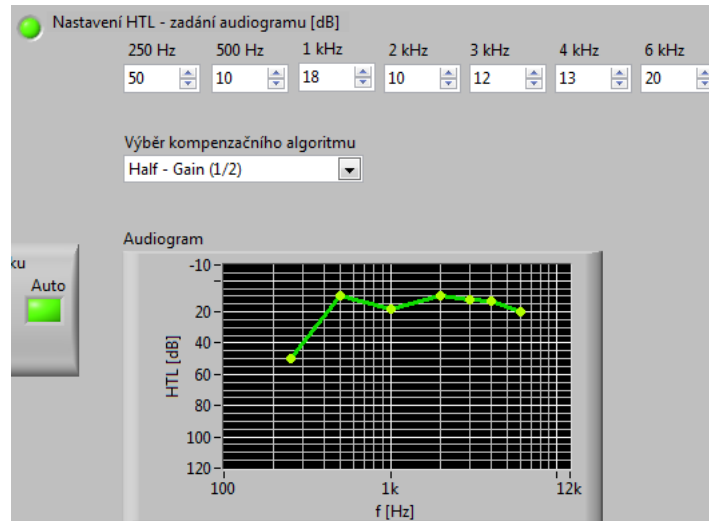 Nastavení HTL - zadání audiogramu [dB]
250 Hz 500 Hz 1 kHz 2 kHz 3 kHz 4 kHz 6 kHz
50 10 18 10 12 13 20
Výběr kompenzačního algoritmu
Half - Gain (1/2)
Audiogram
ku
Auto
HTL [dB]
-10
20
40
60
80
100
120
100 1k 12k
f [Hz]